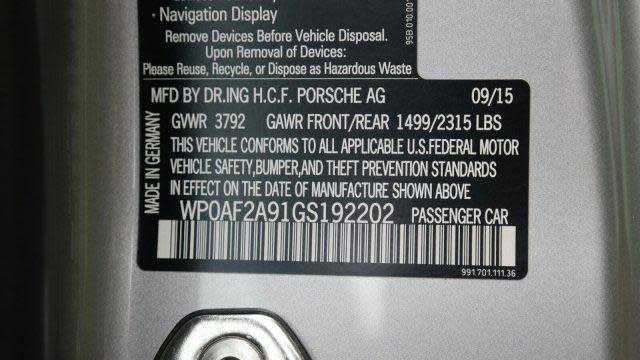 • Navigation Display
Remove Devices Before Vehicle Disposal.
Upon Removal of Devices:
Please Reuse, Recycle, or Dispose as Hazardous Waste
95B.010.00
MFD BY DR.ING H.C.F. PORSCHE AG 09/15
GVWR 3792 GAWR FRONT/REAR 1499/2315 LBS
THIS VEHICLE CONFORMS TO ALL APPLICABLE U.S.FEDERAL MOTOR
VEHICLE SAFETY,BUMPER,AND THEFT PREVENTION STANDARDS
IN EFFECT ON THE DATE OF MANUFACTURE SHOWN ABOVE
WP0AF2A91GS192202 PASSENGER CAR
991.701.111.36
MADE IN GERMANY